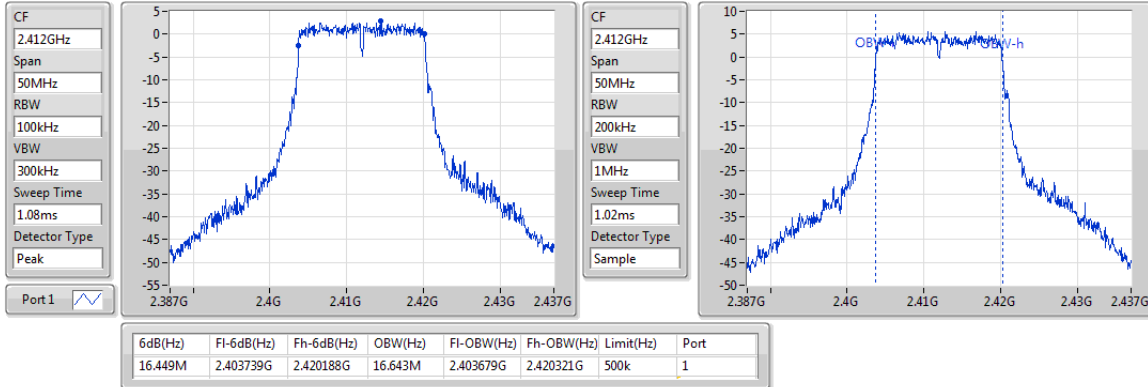 CF
2.412GHz
Span
50MHz
RBW
100kHz
VBW
300kHz
Sweep Time
1.08ms
Detector Type
Peak
Port 1
5
0
-5
-10
-15
-20
-25
-30
-35
-40
-45
-50
-55
2.387G 2.4G 2.41G 2.42G 2.43G 2.437G
CF
2.412GHz
Span
50MHz
RBW
200kHz
VBW
1MHz
Sweep Time
1.02ms
Detector Type
Sample
10
5
0
-5
-10
-15
-20
-25
-30
-35
-40
-45
-50
OBW-h
2.387G 2.4G 2.41G 2.42G 2.43G 2.437G
6dB(Hz) Fl-6dB(Hz) Fh-6dB(Hz) OBW(Hz) Fl-OBW(Hz) Fh-OBW(Hz) Limit(Hz) Port
16.449M 2.403739G 2.420188G 16.643M 2.403679G 2.420321G 500k 1